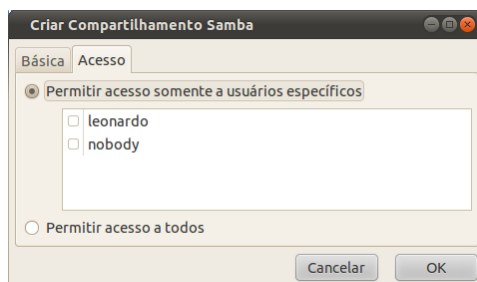 Criar Compartilhamento Samba
Básica Acesso
Permitir acesso somente a usuários específicos
leonardo
nobody
Permitir acesso a todos
Cancelar OK